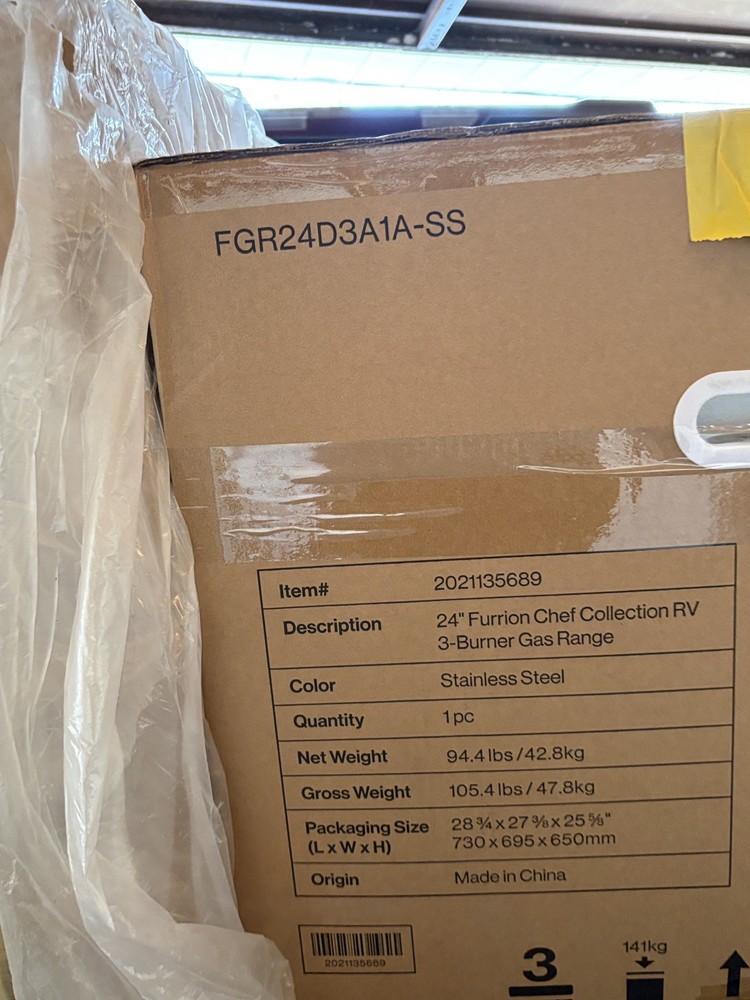 FGR24D3A1A-SS
Item# 2021135689
Description 24" Furrion Chef Collection RV
3-Burner Gas Range
Color Stainless Steel
Quantity 1 pc
Net Weight 94.4 lbs / 42.8kg
Gross Weight 105.4 lbs / 47.8kg
Packaging Size 28 ¾ x 27 ⅜ x 25 ⅝"
(L x W x H) 730 x 695 x 650mm
Origin Made in China
2021135689
3
141kg